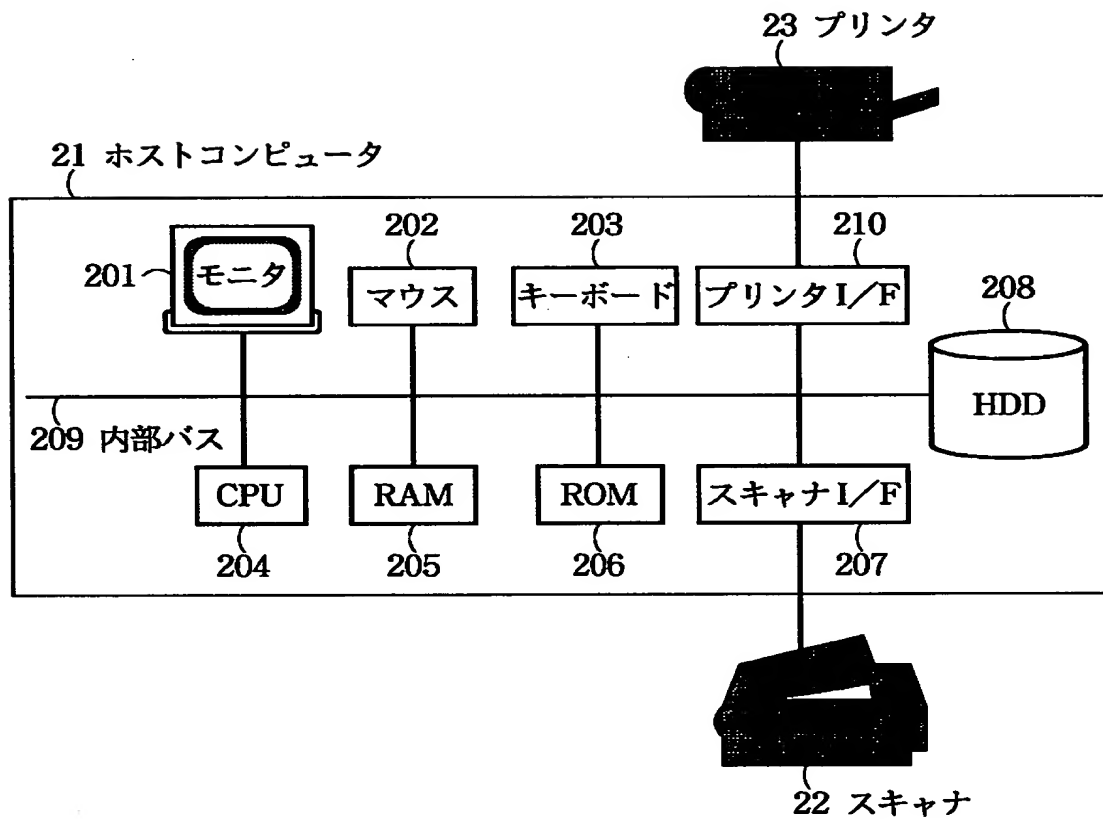 23 プリンタ
21 ホストコンピュータ
201
モニタ
202
マウス
203
キーボード
210
プリンタI/F
208
HDD
209 内部バス
CPU
204
RAM
205
ROM
206
スキャナI/F
207
22 スキャナ